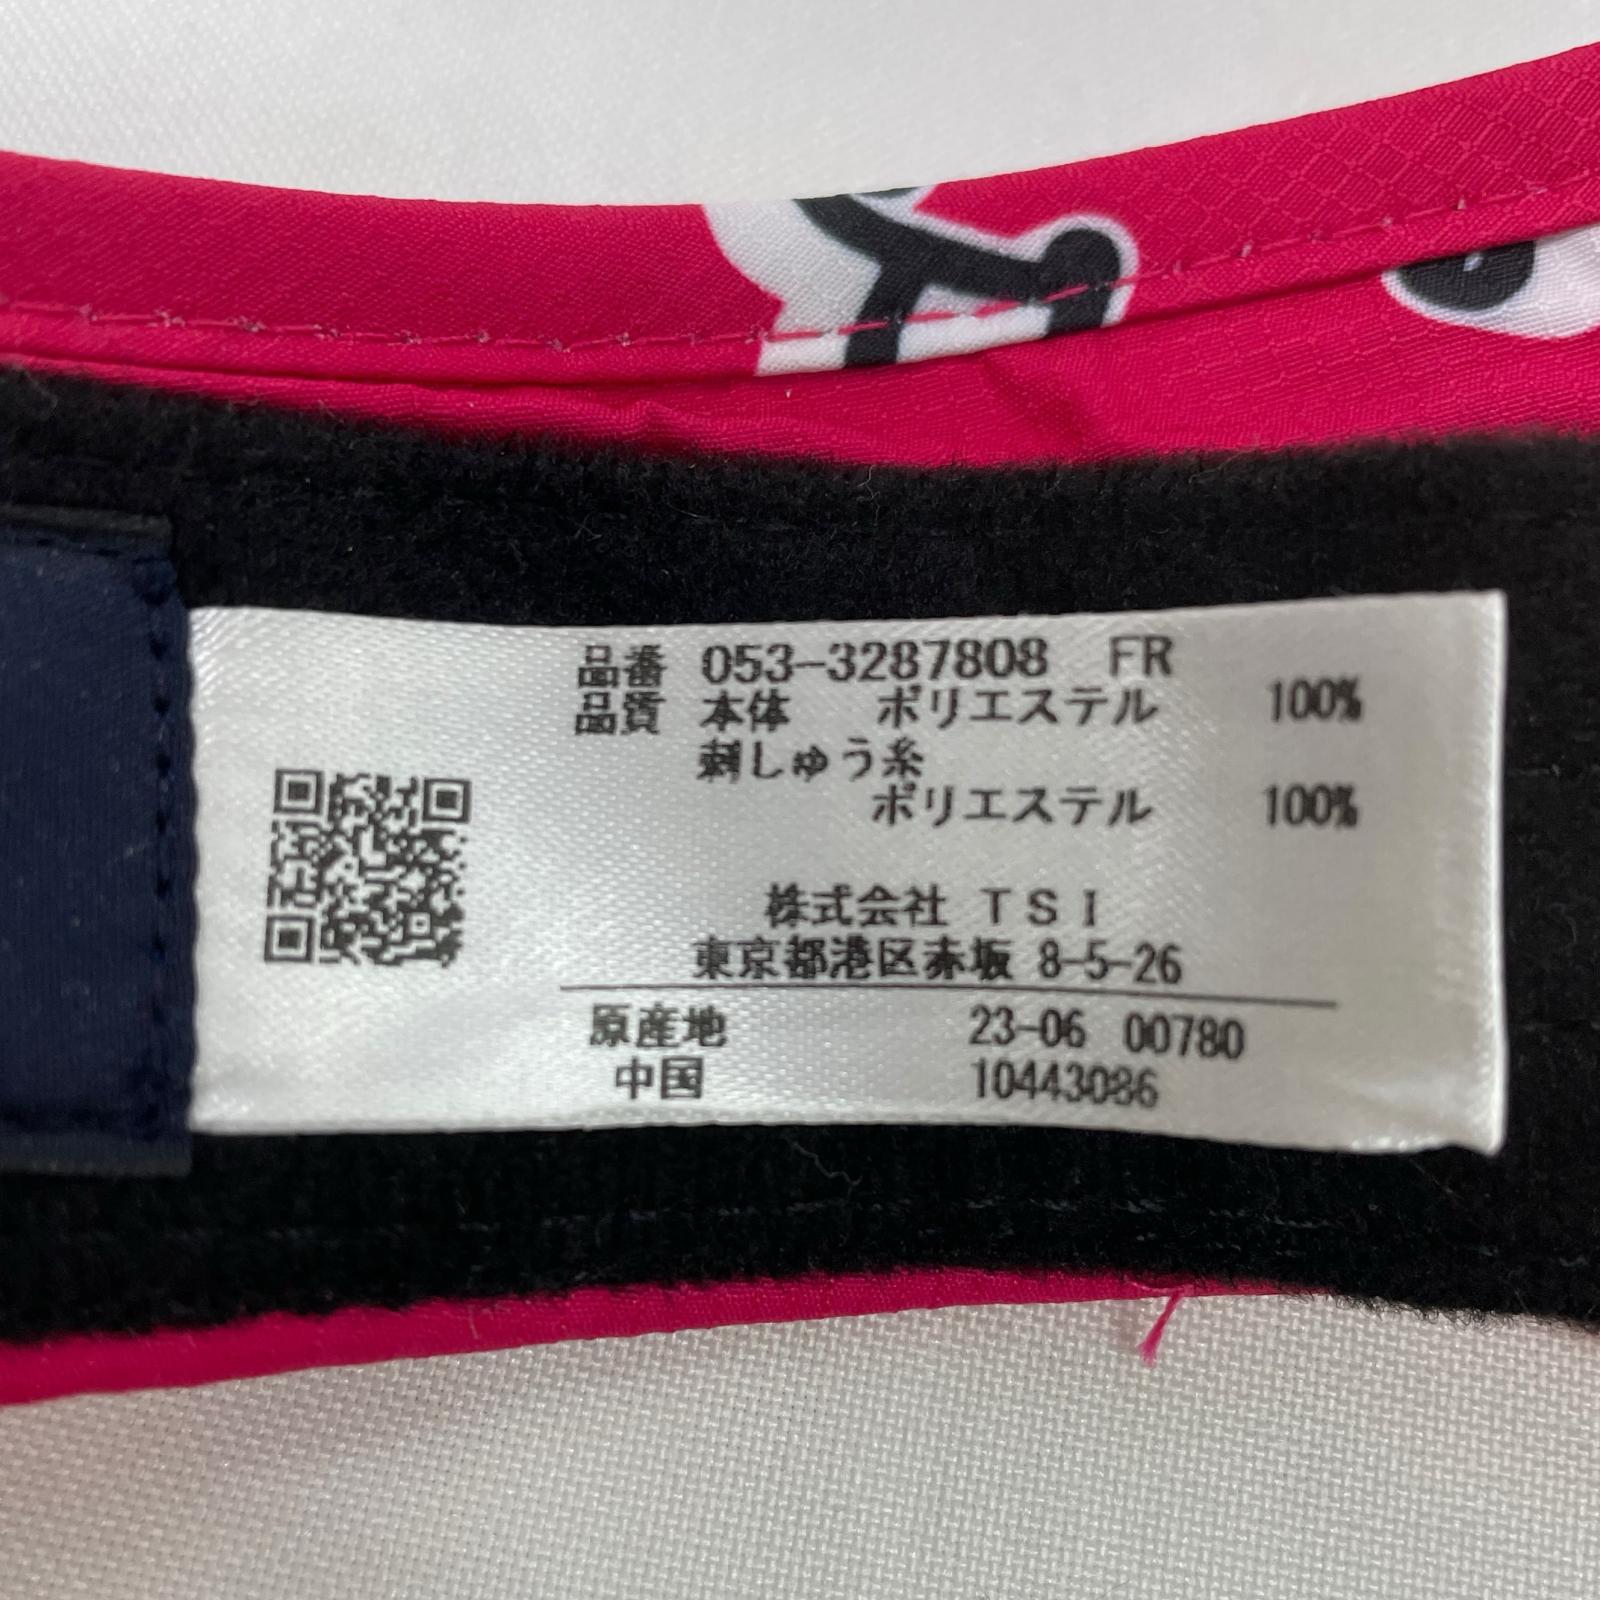 品番 053-3287808 FR
品質 本体 ポリエステル 100%
刺しゅう糸
ポリエステル 100%
株式会社 TSI
東京都港区赤坂 8-5-26
原産地 23-06 00780
中国 10443086